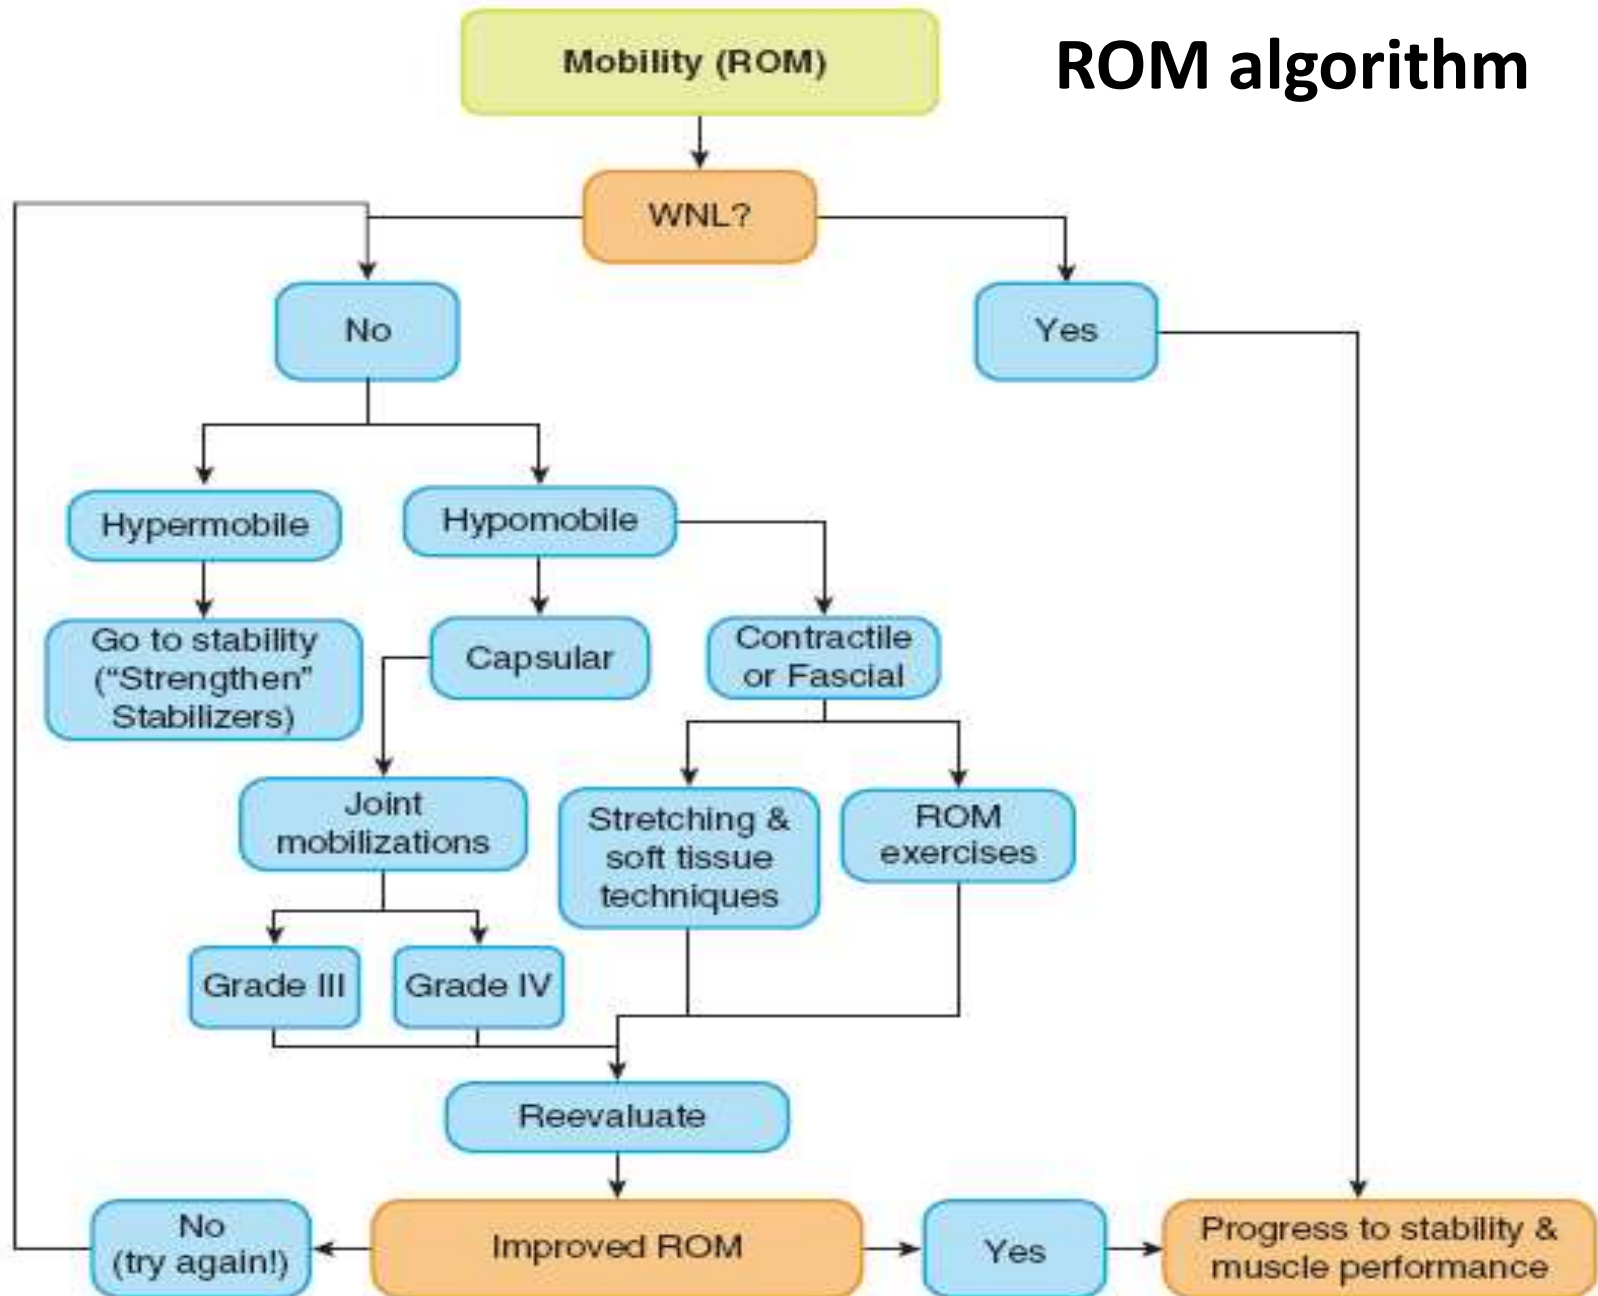 Mobility (ROM)
ROM algorithm
WNL?
No
Yes
Hypermobile
Hypomobile
Go to stability
(“Strengthen”
Stabilizers)
Capsular
Contractile
or Fascial
Joint
mobilizations
Stretching &
soft tissue
techniques
ROM
exercises
Grade III
Grade IV
Reevaluate
No
(try again!)
Improved ROM
Yes
Progress to stability &
muscle performance